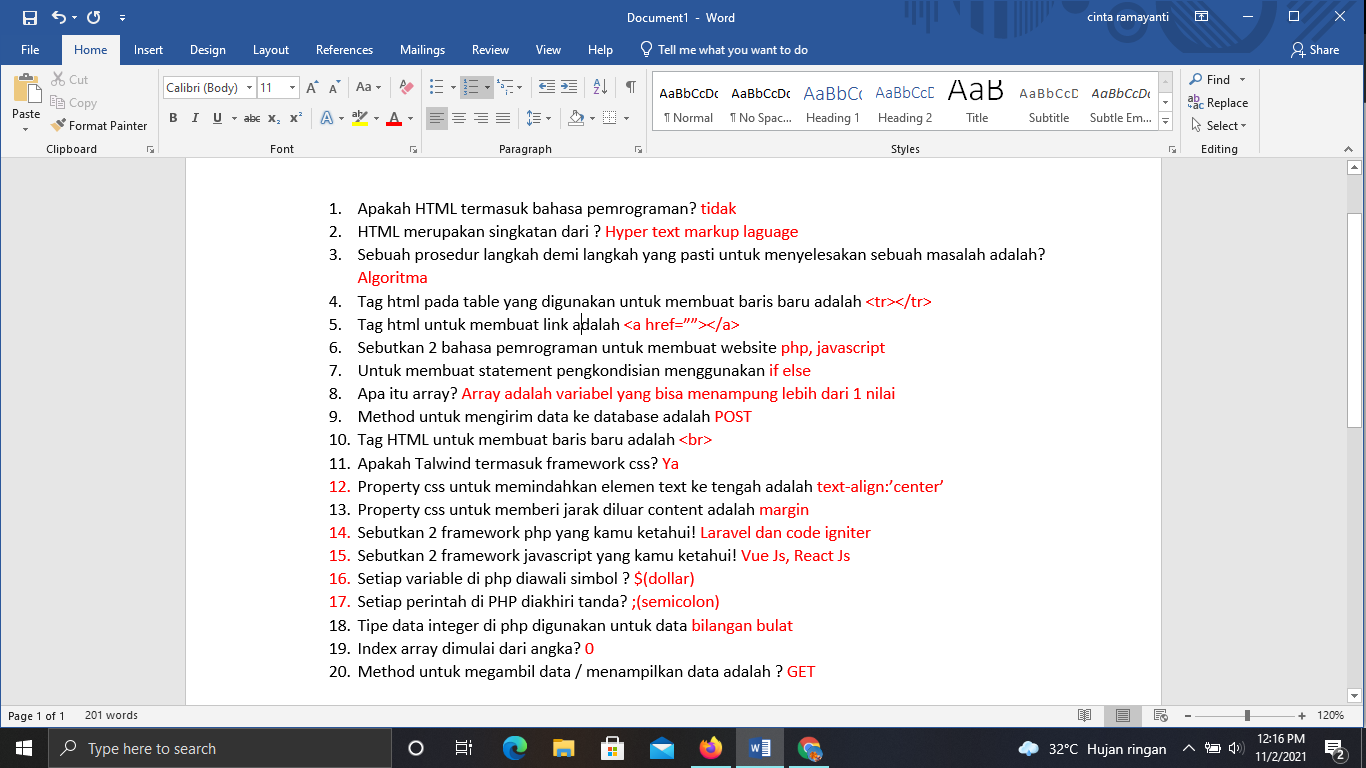 Document1 - Word
cinta ramayanti
File Home Insert Design Layout References Mailings Review View Help Tell me what you want to do Share
Paste
Cut
Copy
Format Painter
Clipboard
Calibri (Body) 11
Font
Paragraph
AaBbCcDc AaBbCcDc AaBbCc AaBbCcD AaB AaBbCcD AaBbCcDc
¶ Normal ¶ No Spac... Heading 1 Heading 2 Title Subtitle Subtle Em...
Styles
Find
Replace
Select
Editing
1. Apakah HTML termasuk bahasa pemrograman? tidak
2. HTML merupakan singkatan dari ? Hyper text markup laguage
3. Sebuah prosedur langkah demi langkah yang pasti untuk menyelesakan sebuah masalah adalah?
Algoritma
4. Tag html pada table yang digunakan untuk membuat baris baru adalah <tr></tr>
5. Tag html untuk membuat link adalah <a href=””></a>
6. Sebutkan 2 bahasa pemrograman untuk membuat website php, javascript
7. Untuk membuat statement pengkondisian menggunakan if else
8. Apa itu array? Array adalah variabel yang bisa menampung lebih dari 1 nilai
9. Method untuk mengirim data ke database adalah POST
10. Tag HTML untuk membuat baris baru adalah <br>
11. Apakah Talwind termasuk framework css? Ya
12. Property css untuk memindahkan elemen text ke tengah adalah text-align:’center’
13. Property css untuk memberi jarak diluar content adalah margin
14. Sebutkan 2 framework php yang kamu ketahui! Laravel dan code igniter
15. Sebutkan 2 framework javascript yang kamu ketahui! Vue Js, React Js
16. Setiap variable di php diawali simbol ? $(dollar)
17. Setiap perintah di PHP diakhiri tanda? ;(semicolon)
18. Tipe data integer di php digunakan untuk data bilangan bulat
19. Index array dimulai dari angka? 0
20. Method untuk megambil data / menampilkan data adalah ? GET
Page 1 of 1 201 words
120%
Type here to search
32°C Hujan ringan
12:16 PM
11/2/2021
2